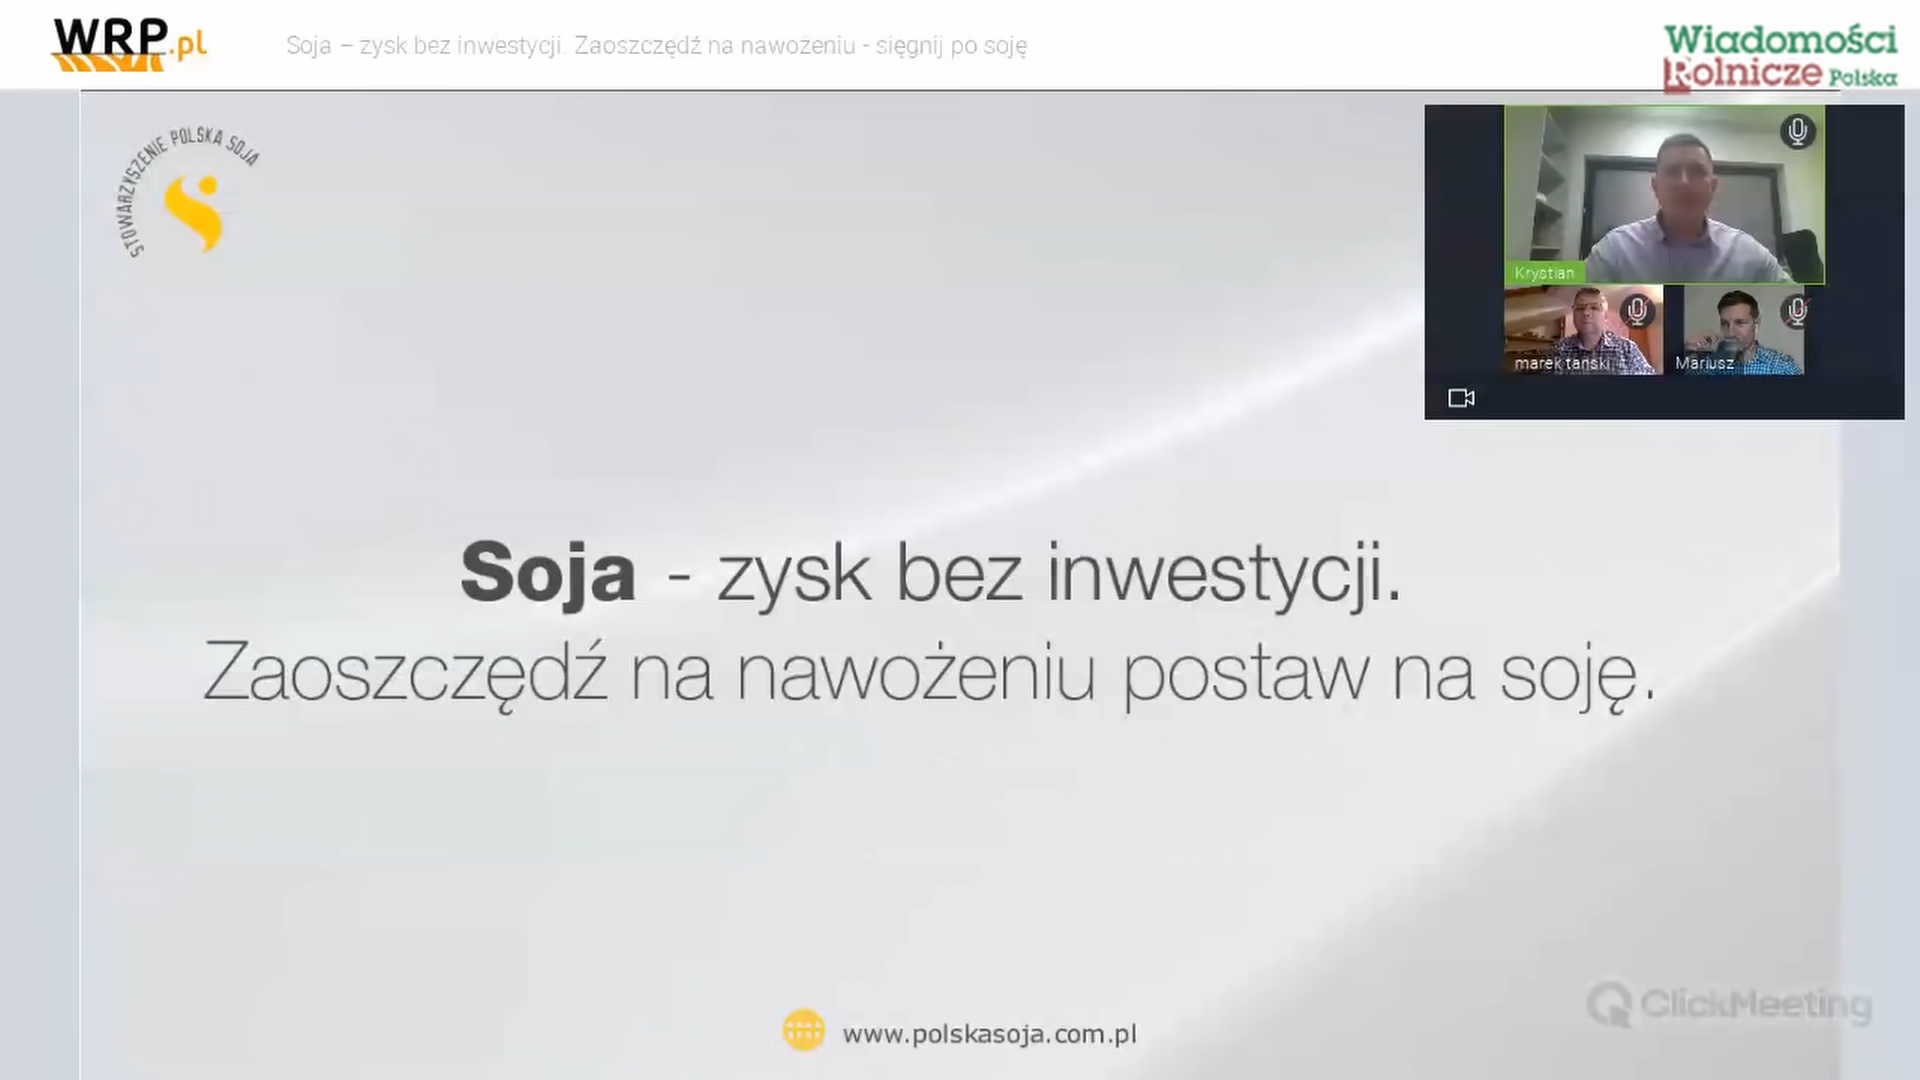 WRP.pl
Soja – zysk bez inwestycji. Zaoszczędź na nawożeniu - sięgnij po soję
Wiadomości
Rolnicze Polska
STOWARZYSZENIE POLSKA SOJA
Krystian
marek tański
Mariusz
Soja - zysk bez inwestycji.
Zaoszczędź na nawożeniu postaw na soję.
ClickMeeting
www.polskasoja.com.pl